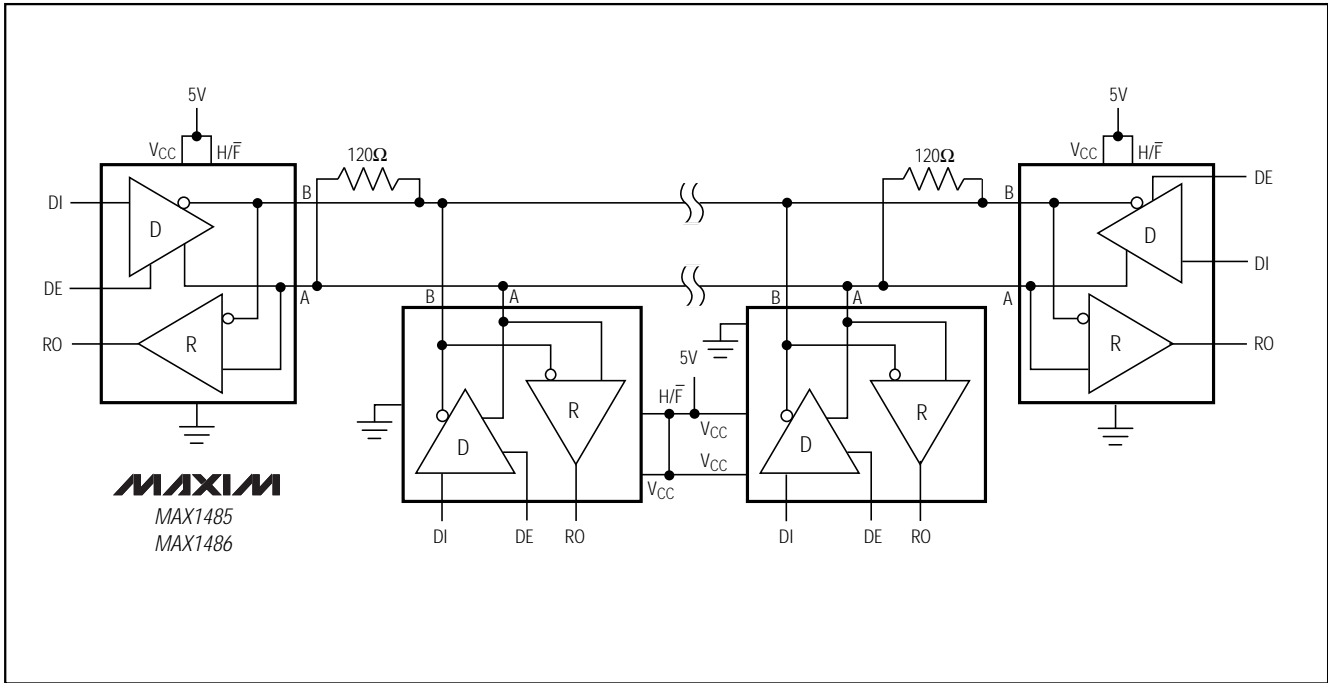 5V
5V
VCC
H/F̅
120Ω
120Ω
VCC
H/F̅
DI
B
B
DE
D
D
DE
A
B
A
B
A
A
DI
RO
R
5V
R
RO
H/F̅
R
VCC
R
D
VCC
D
VCC
MAXIM
MAX1485
DI
DE
RO
DI
DE
RO
MAX1486